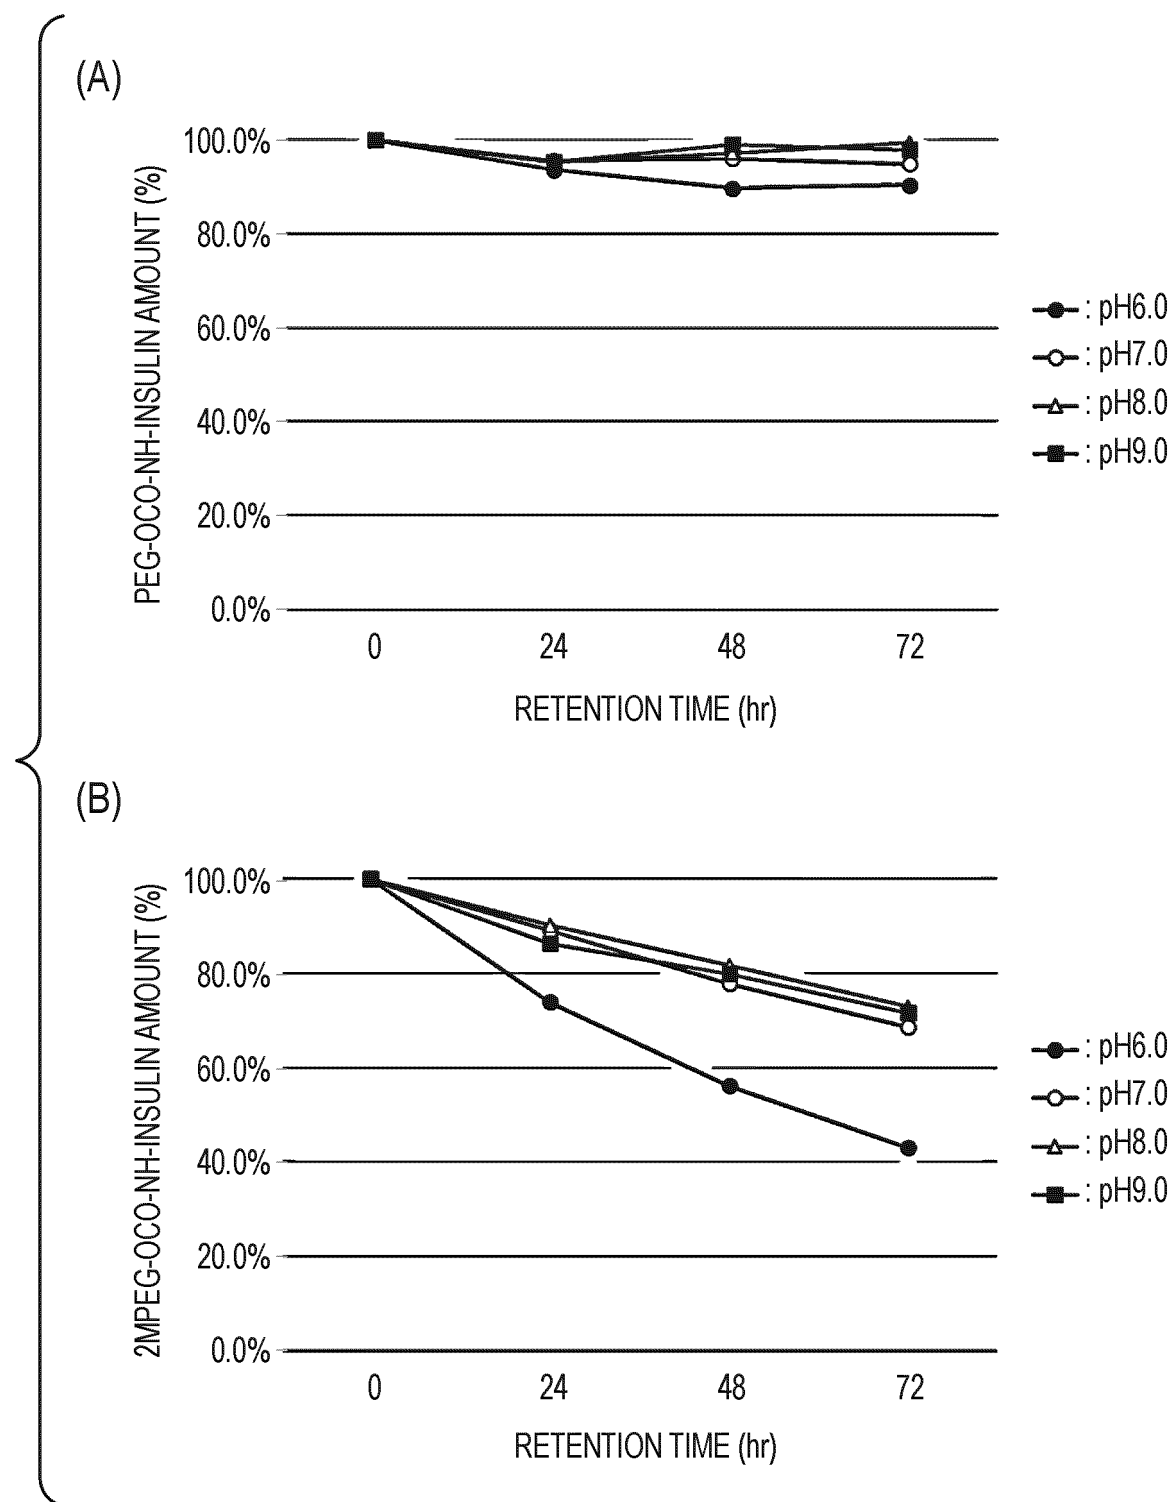 (A)
PEG-OCO-NH-INSULIN AMOUNT (%)
100.0%
80.0%
60.0%
40.0%
20.0%
0.0%
0 24 48 72
RETENTION TIME (hr)
: pH6.0
: pH7.0
: pH8.0
: pH9.0
(B)
2MPEG-OCO-NH-INSULIN AMOUNT (%)
100.0%
80.0%
60.0%
40.0%
20.0%
0.0%
0 24 48 72
RETENTION TIME (hr)
: pH6.0
: pH7.0
: pH8.0
: pH9.0